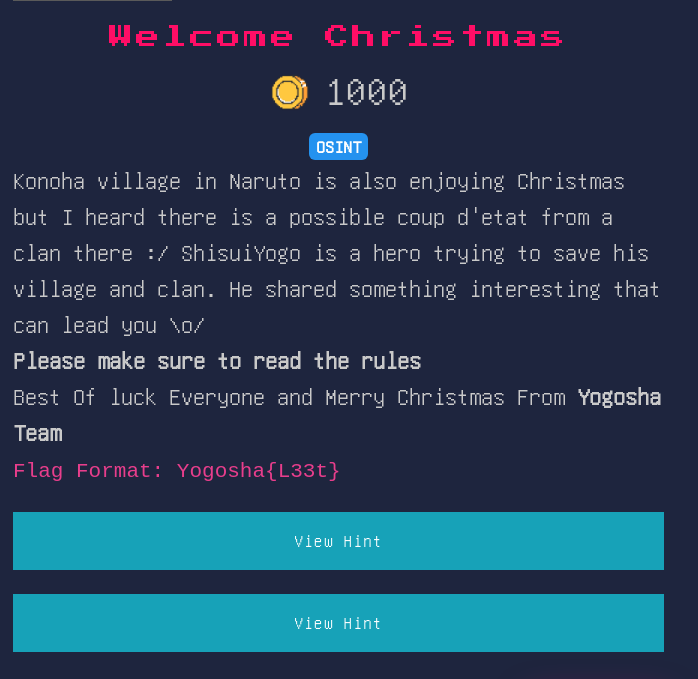 Welcome Christmas
1000
OSINT
Konoha village in Naruto is also enjoying Christmas
but I heard there is a possible coup d'etat from a
clan there :/ ShisuiYogo is a hero trying to save his
village and clan. He shared something interesting that
can lead you \o/
Please make sure to read the rules
Best Of luck Everyone and Merry Christmas From Yogosha
Team
Flag Format: Yogosha{L33t}
View Hint
View Hint